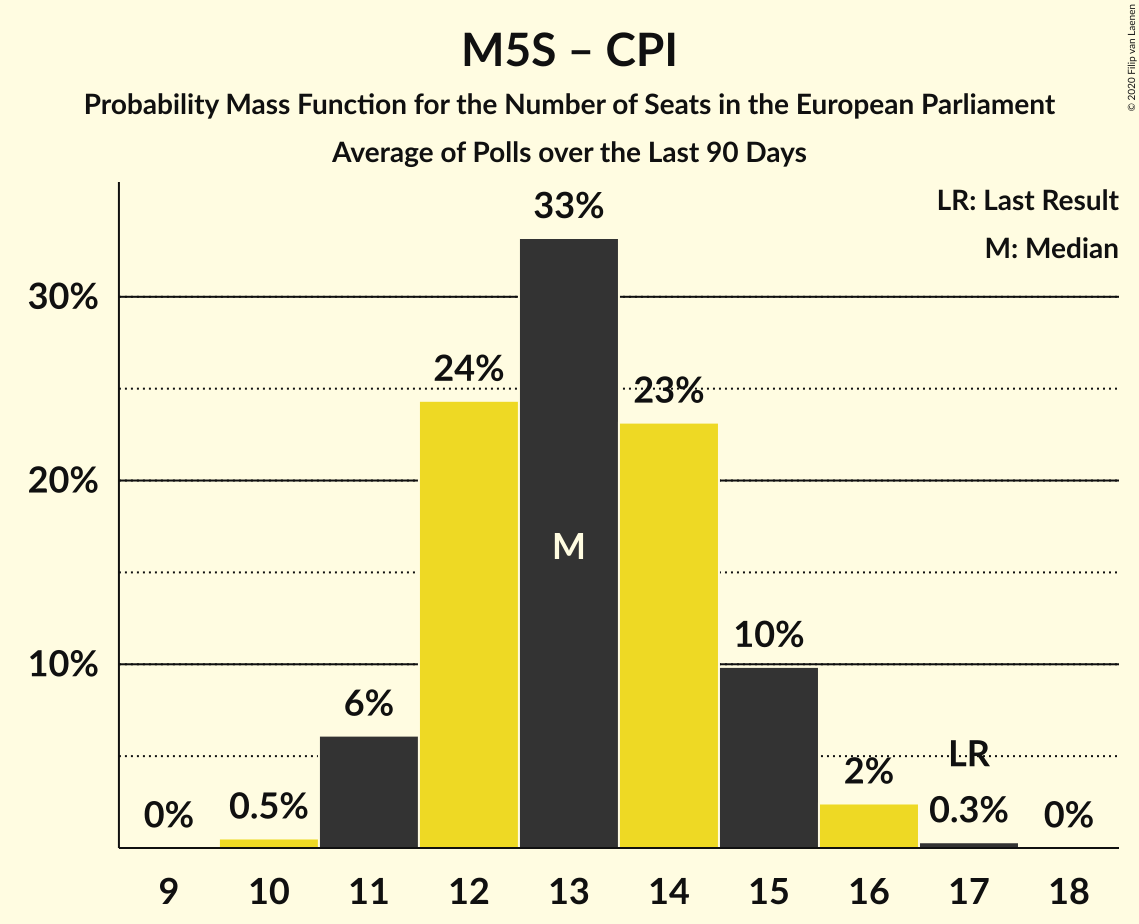 M5S – CPI
Probability Mass Function for the Number of Seats in the European Parliament
Average of Polls over the Last 90 Days
© 2020 Filip van Laenen
LR: Last Result
M: Median
33%
30%
24%
23%
20%
M
10%
10%
6%
LR
2%
0%
0.5%
0.3%
0%
9 10 11 12 13 14 15 16 17 18